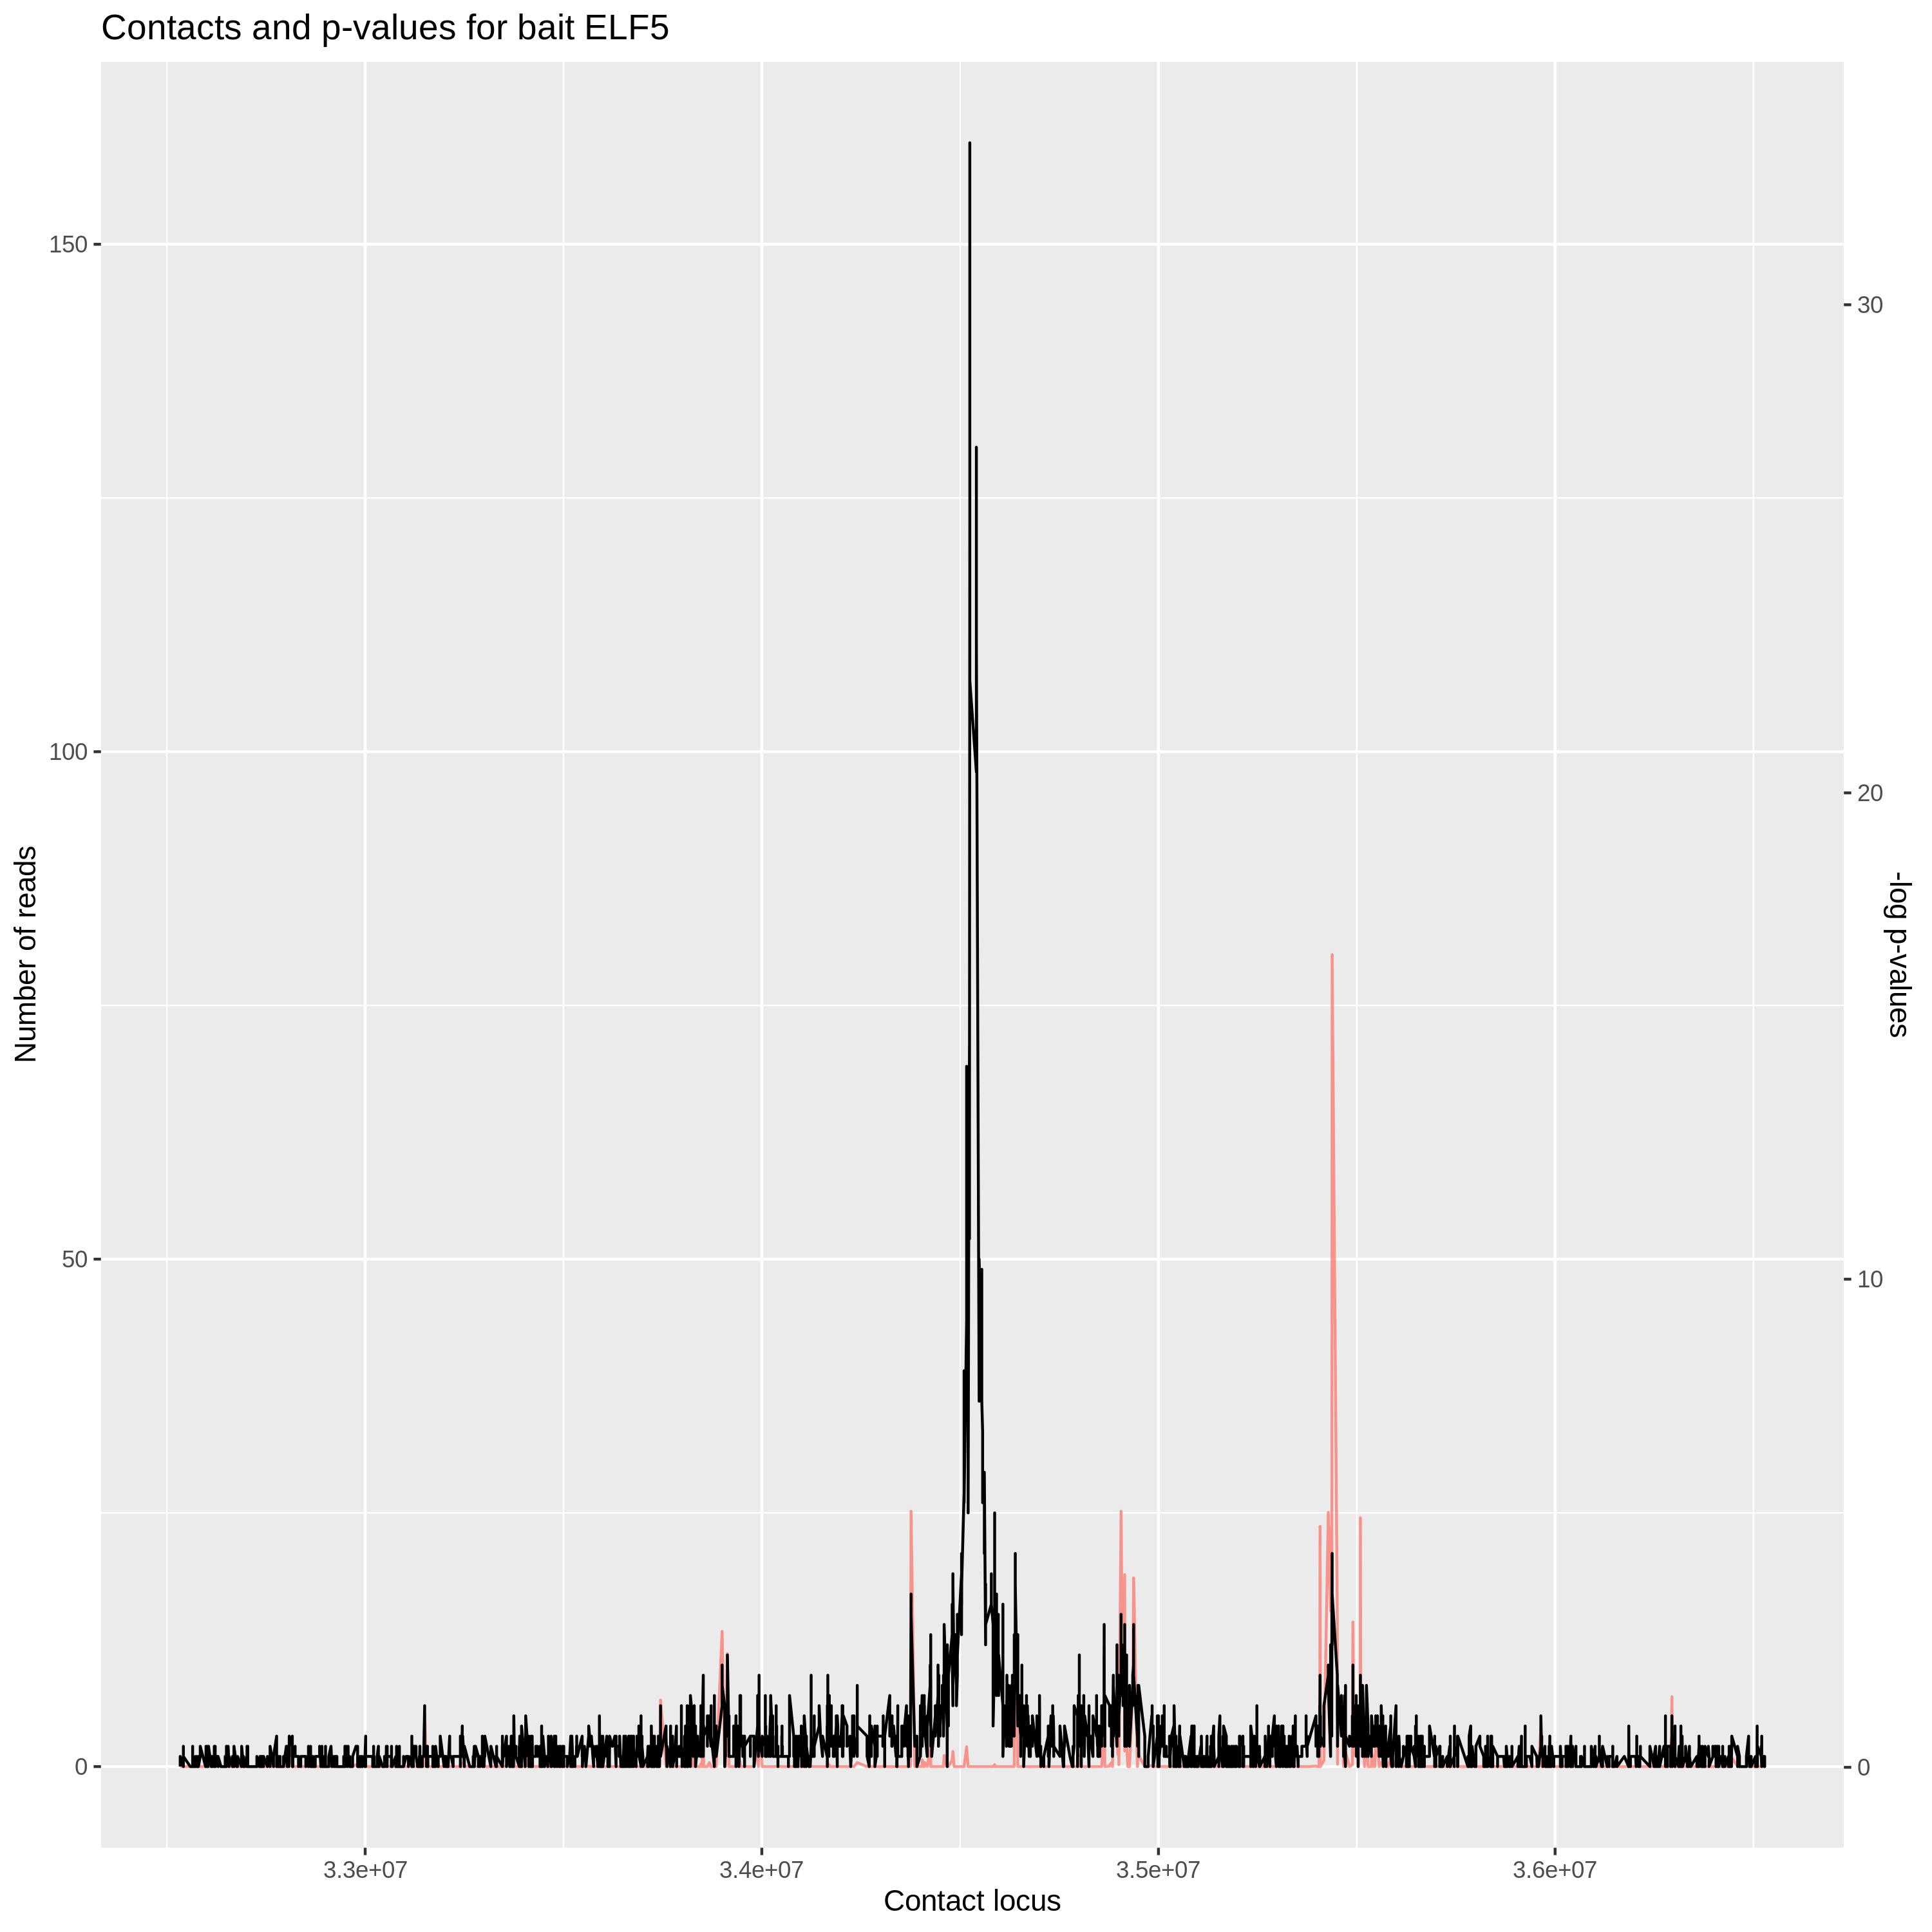 Contacts and p-values for bait ELF5
150
100
50
0
Number of reads
30
20
10
0
-log p-values
3.3e+07
3.4e+07
3.5e+07
3.6e+07
Contact locus